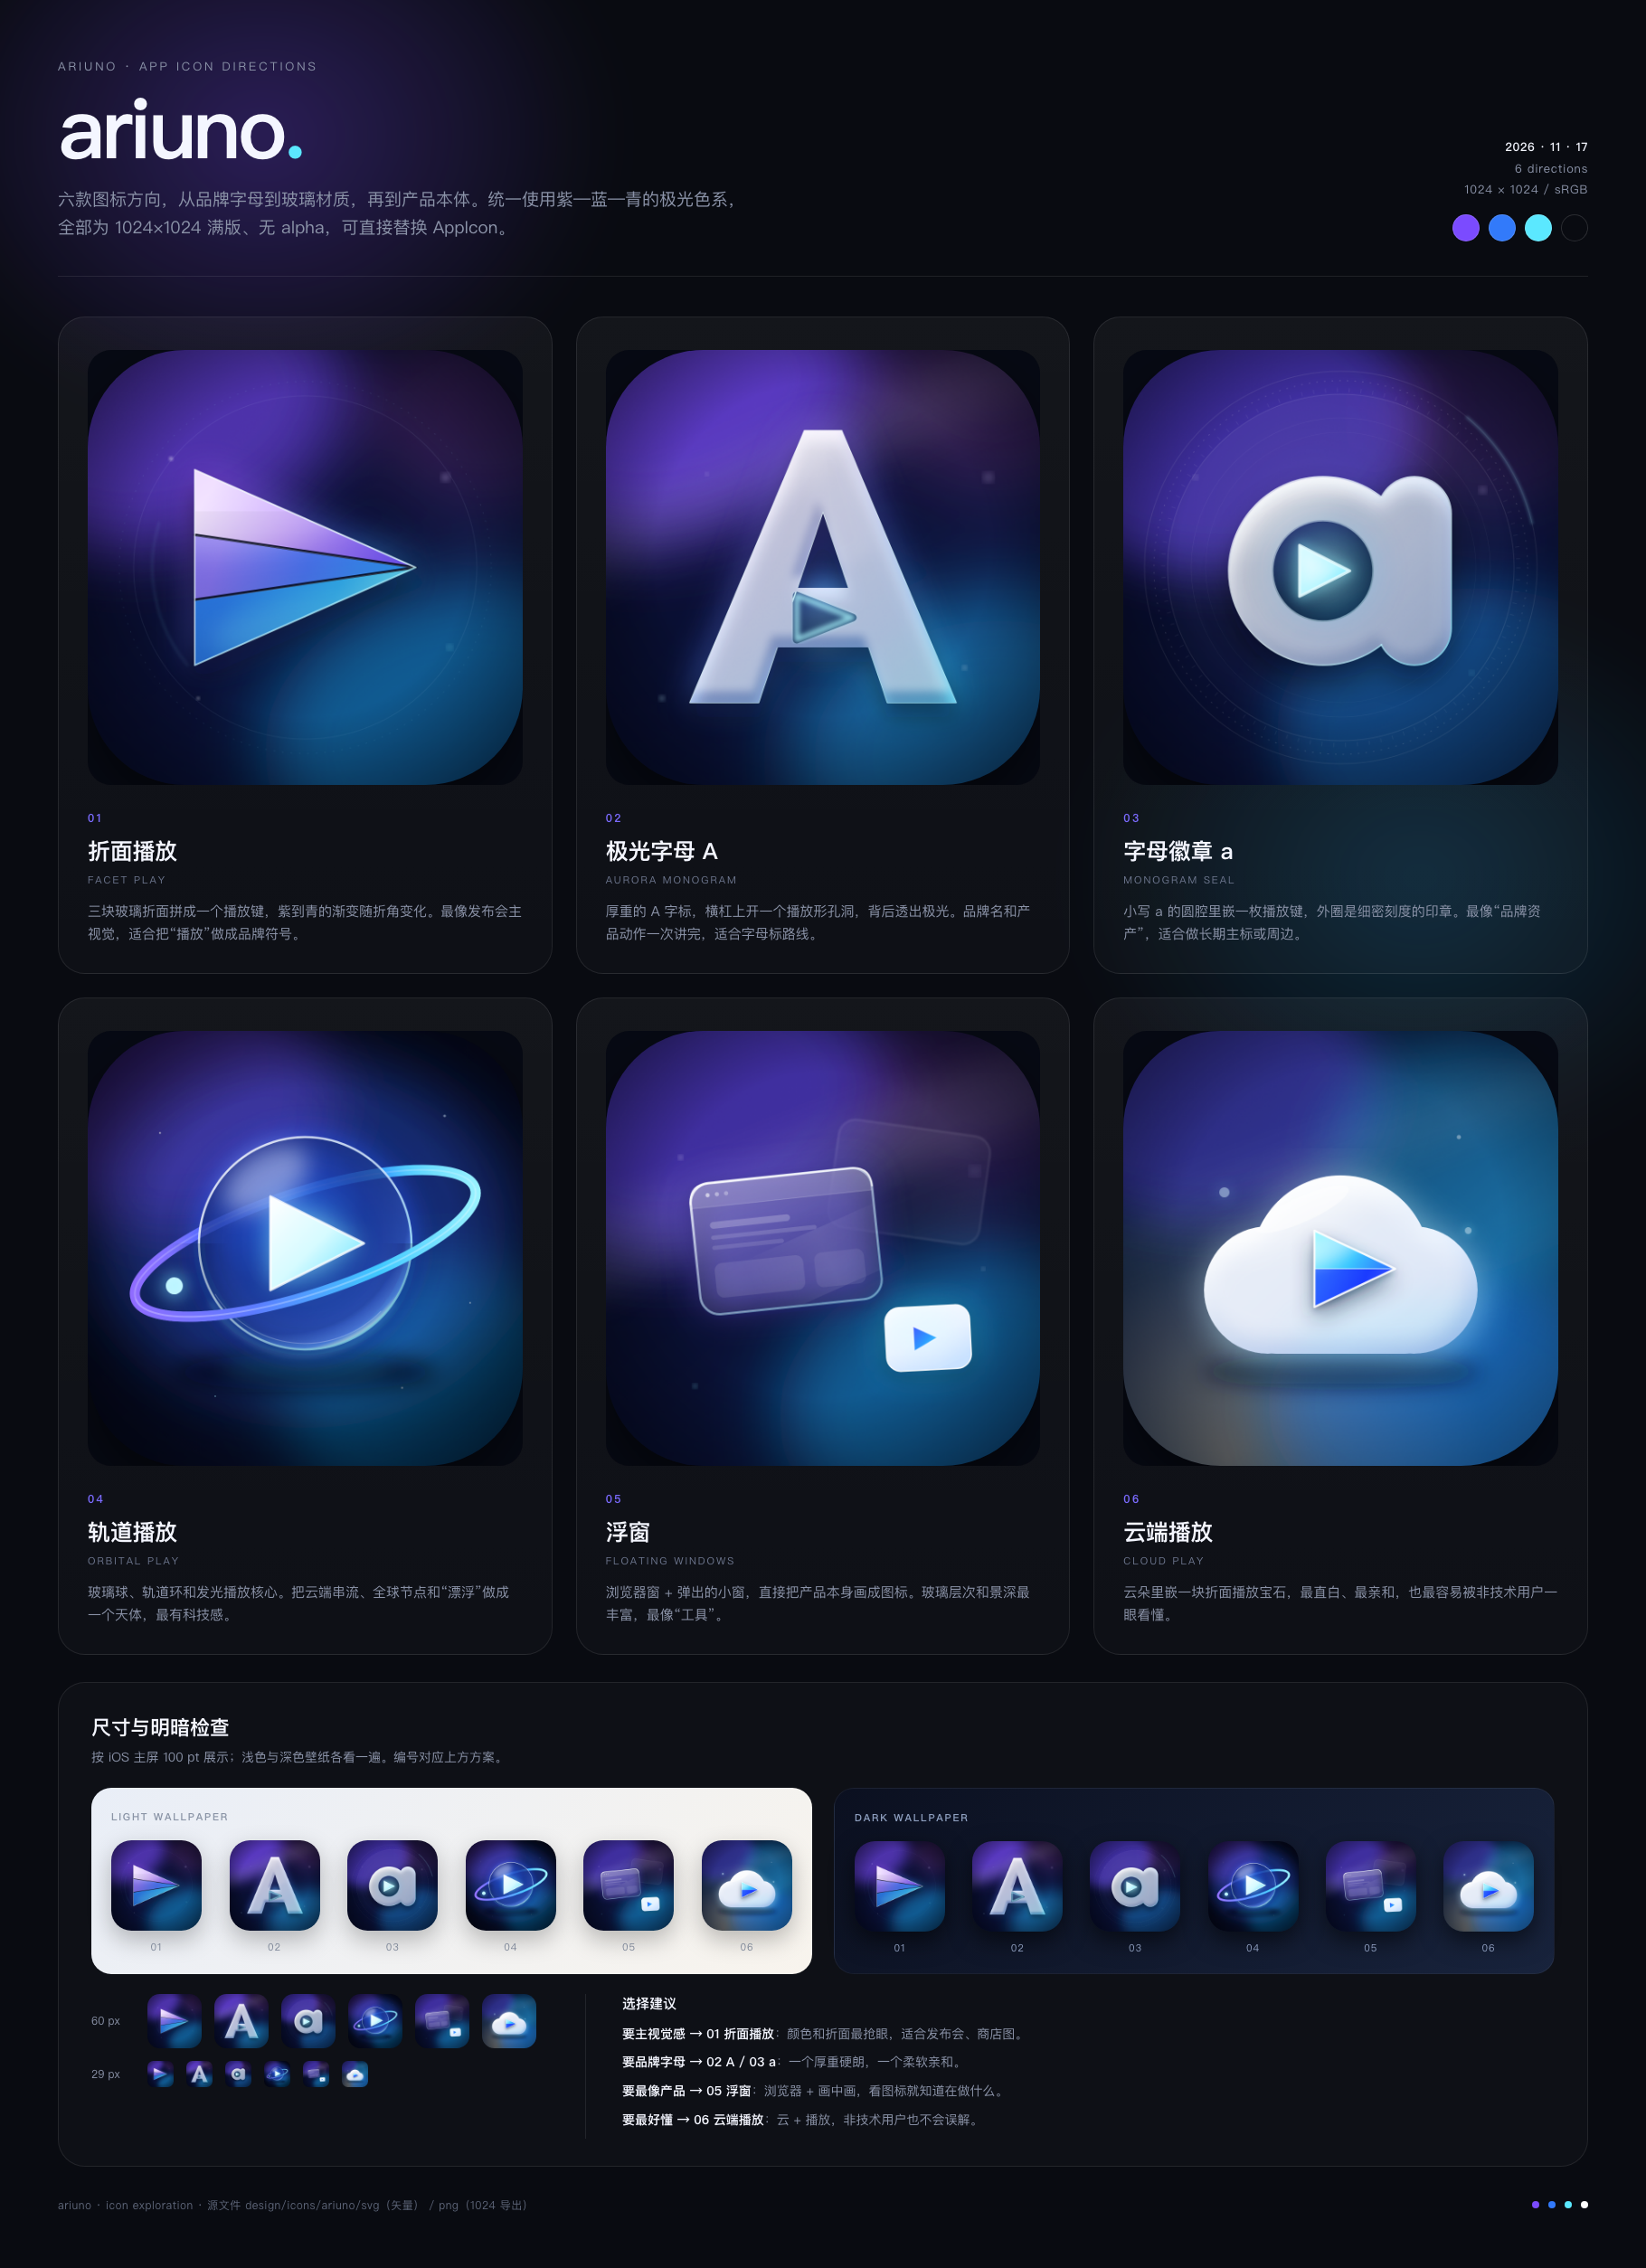 ARIUNO · APP ICON DIRECTIONS
ariuno.
六款图标方向，从品牌字母到玻璃材质，再到产品本体。统一使用紫—蓝—青的极光色系，
全部为 1024×1024 满版、无 alpha，可直接替换 AppIcon。
2026 · 11 · 17
6 directions
1024 × 1024 / sRGB
01
折面播放
FACET PLAY
三块玻璃折面拼成一个播放键，紫到青的渐变随折角变化。最像发布会主
视觉，适合把“播放”做成品牌符号。
02
极光字母 A
AURORA MONOGRAM
厚重的 A 字标，横杠上开一个播放形孔洞，背后透出极光。品牌名和产
品动作一次讲完，适合字母标路线。
03
字母徽章 a
MONOGRAM SEAL
小写 a 的圆腔里嵌一枚播放键，外圈是细密刻度的印章。最像“品牌资
产”，适合做长期主标或周边。
04
轨道播放
ORBITAL PLAY
玻璃球、轨道环和发光播放核心。把云端串流、全球节点和“漂浮”做成
一个天体，最有科技感。
05
浮窗
FLOATING WINDOWS
浏览器窗 + 弹出的小窗，直接把产品本身画成图标。玻璃层次和景深最
丰富，最像“工具”。
06
云端播放
CLOUD PLAY
云朵里嵌一块折面播放宝石，最直白、最亲和，也最容易被非技术用户一
眼看懂。
尺寸与明暗检查
按 iOS 主屏 100 pt 展示；浅色与深色壁纸各看一遍。编号对应上方方案。
LIGHT WALLPAPER
01 02 03 04 05 06
DARK WALLPAPER
01 02 03 04 05 06
60 px
29 px
选择建议
要主视觉感 → 01 折面播放：颜色和折面最抢眼，适合发布会、商店图。
要品牌字母 → 02 A / 03 a：一个厚重硬朗，一个柔软亲和。
要最像产品 → 05 浮窗：浏览器 + 画中画，看图标就知道在做什么。
要最好懂 → 06 云端播放：云 + 播放，非技术用户也不会误解。
ariuno · icon exploration · 源文件 design/icons/ariuno/svg（矢量） / png（1024 导出）